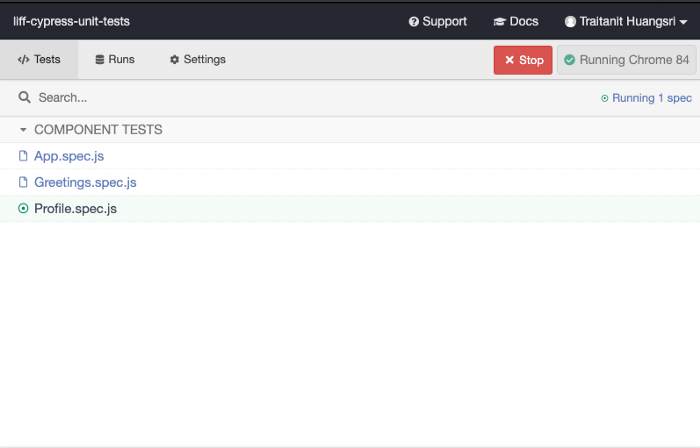 liff-cypress-unit-tests Support Docs Traitanit Huangsri
</> Tests Runs Settings Stop Running Chrome 84
Search... Running 1 spec
COMPONENT TESTS
App.spec.js
Greetings.spec.js
Profile.spec.js